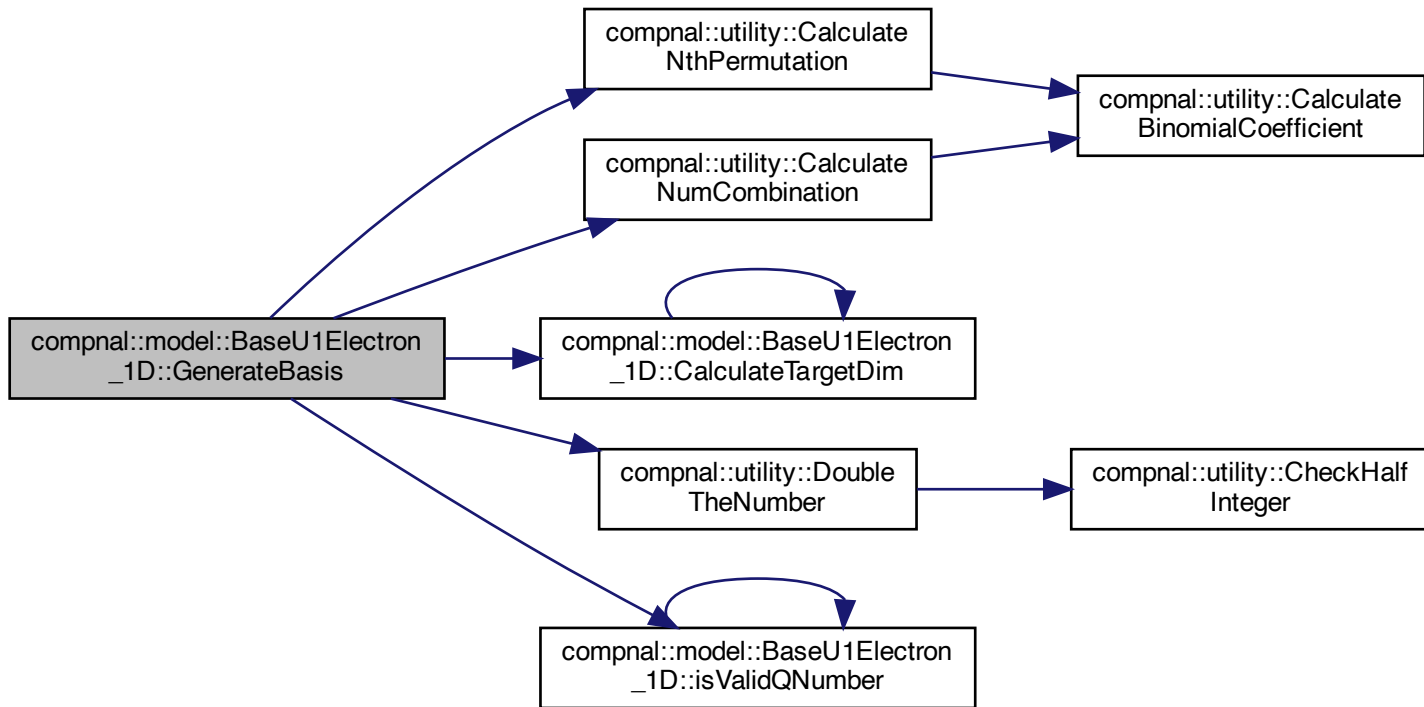 compnal::utility::Calculate
NthPermutation
compnal::utility::Calculate
BinomialCoefficient
compnal::utility::Calculate
NumCombination
compnal::model::BaseU1Electron
_1D::GenerateBasis
compnal::model::BaseU1Electron
_1D::CalculateTargetDim
compnal::utility::Double
TheNumber
compnal::utility::CheckHalf
Integer
compnal::model::BaseU1Electron
_1D::isValidQNumber